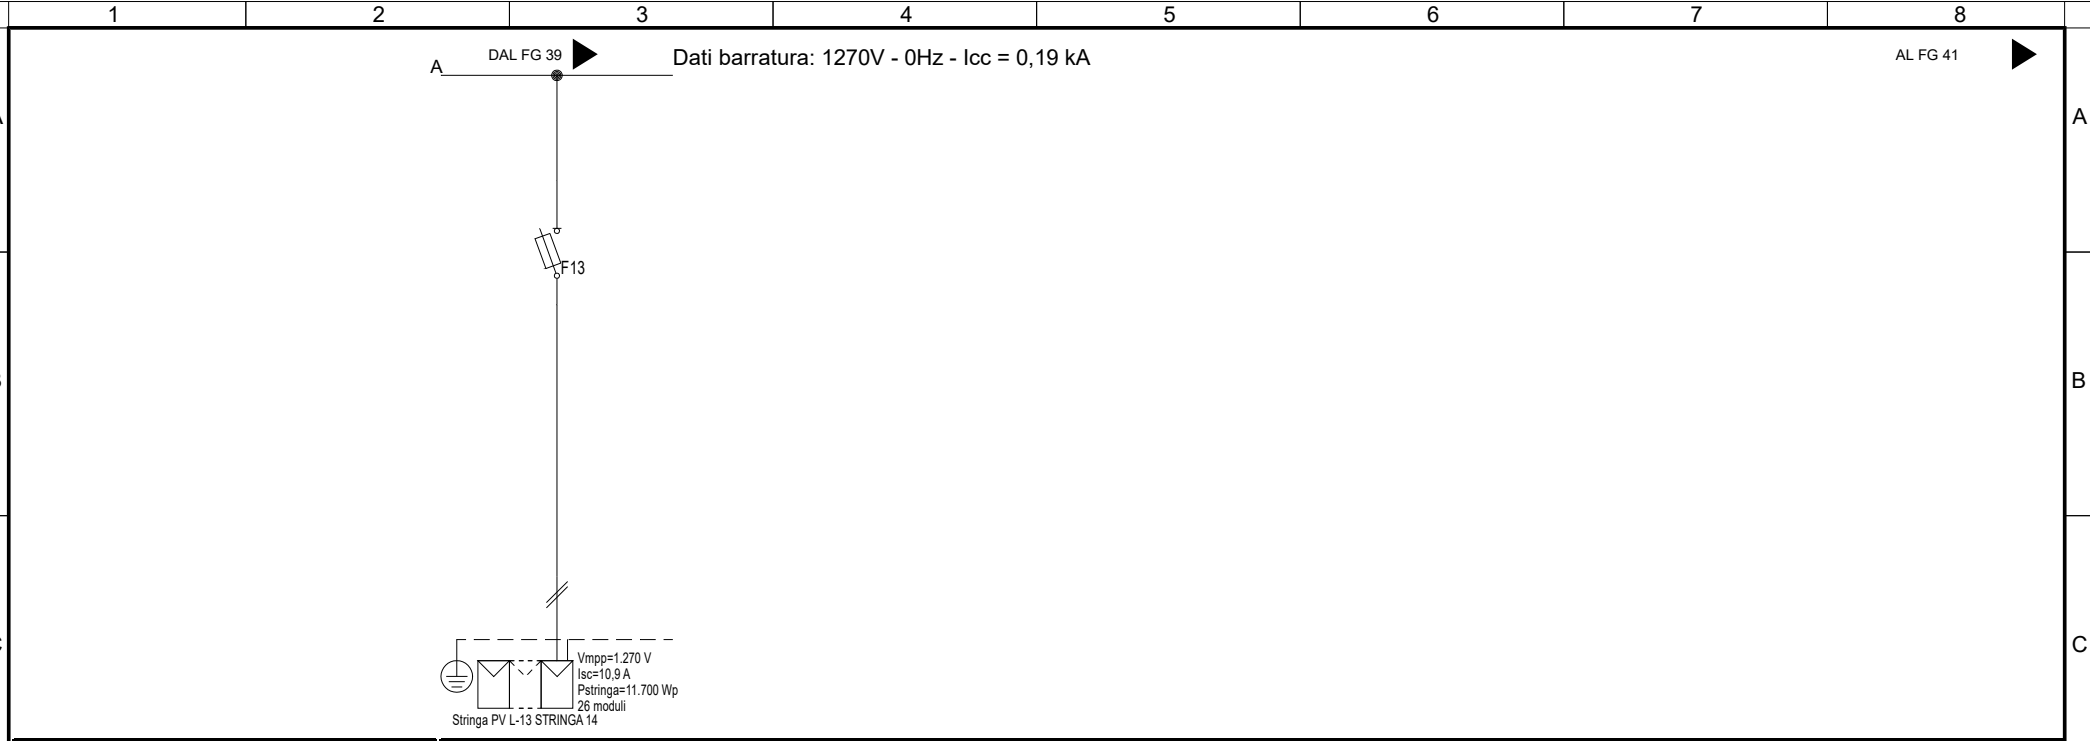 1 2 3 4 5 6 7 8
DAL FG 39
Dati barratura: 1270V - 0Hz - Icc = 0,19 kA
AL FG 41
A
A
F13
B
C
Vmpp=1.270 V
Isc=10,9 A
Pstringa=11.700 Wp
26 moduli
Stringa PV L-13 STRINGA 14